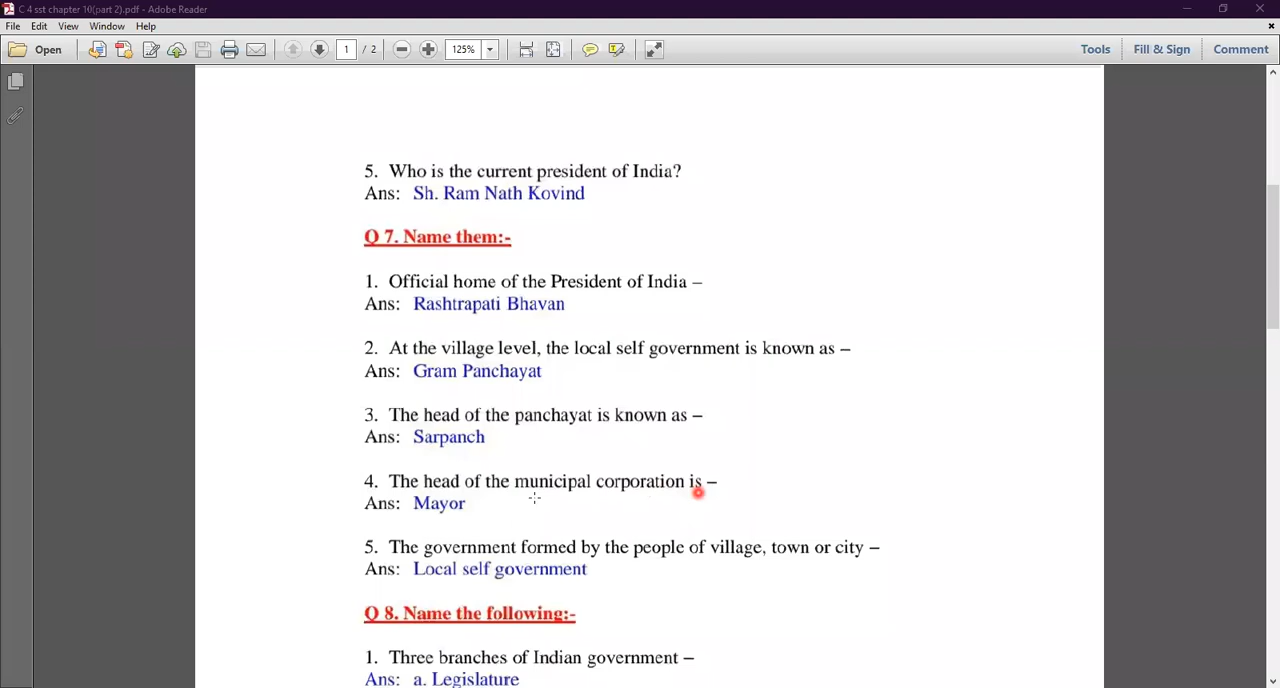 C 4 sst chapter 10(part 2).pdf - Adobe Reader
File Edit View Window Help
Open 1 / 2 125% Tools Fill & Sign Comment
5. Who is the current president of India?
Ans: Sh. Ram Nath Kovind
Q 7. Name them:-
1. Official home of the President of India –
Ans: Rashtrapati Bhavan
2. At the village level, the local self government is known as –
Ans: Gram Panchayat
3. The head of the panchayat is known as –
Ans: Sarpanch
4. The head of the municipal corporation is –
Ans: Mayor
5. The government formed by the people of village, town or city –
Ans: Local self government
Q 8. Name the following:-
1. Three branches of Indian government –
Ans: a. Legislature